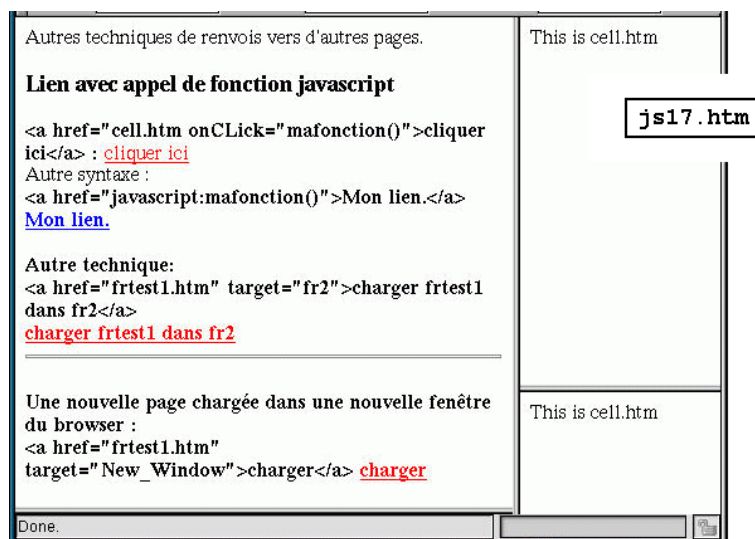 Autres techniques de renvois vers d'autres pages.
Lien avec appel de fonction javascript
<a href="cell.htm onCLick="mafonction()">cliquer
ici</a> : cliquer ici
Autre syntaxe :
<a href="javascript:mafonction()">Mon lien.</a>
Mon lien.
Autre technique:
<a href="frtest1.htm" target="fr2">charger frtest1
dans fr2</a>
charger frtest1 dans fr2
Une nouvelle page chargée dans une nouvelle fenêtre
du browser :
<a href="frtest1.htm"
target="New_Window">charger</a> charger
This is cell.htm
js17.htm
This is cell.htm
Done.